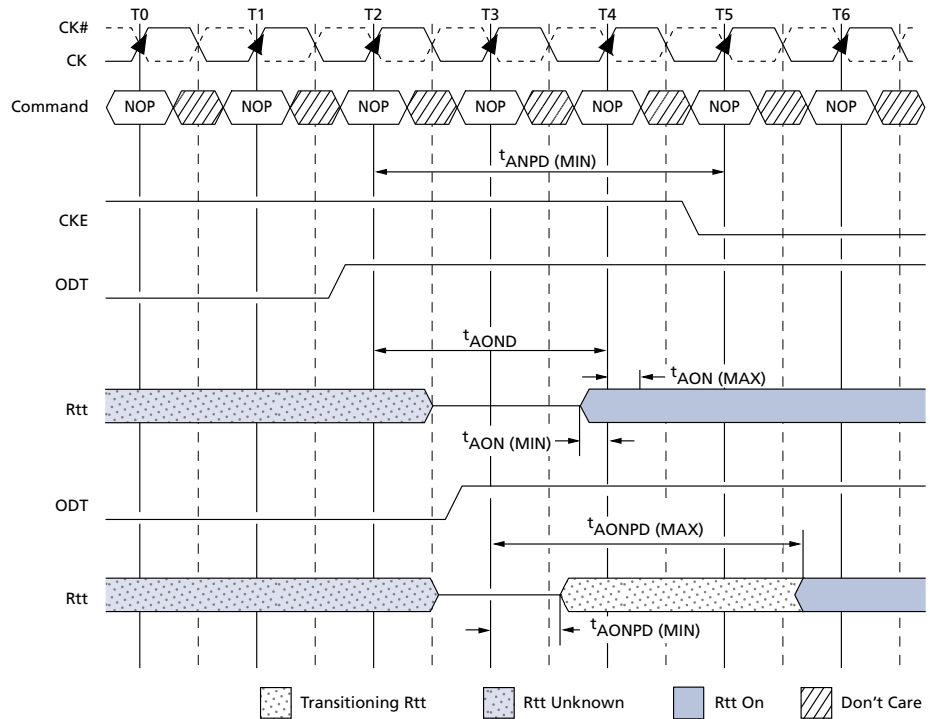 T0 T1 T2 T3 T4 T5 T6
CK#
CK
Command NOP NOP NOP NOP NOP NOP NOP
tANPD (MIN)
CKE
ODT
tAOND
tAON (MAX)
Rtt
tAON (MIN)
ODT
tAONPD (MAX)
Rtt
tAONPD (MIN)
Transitioning Rtt Rtt Unknown Rtt On Don't Care